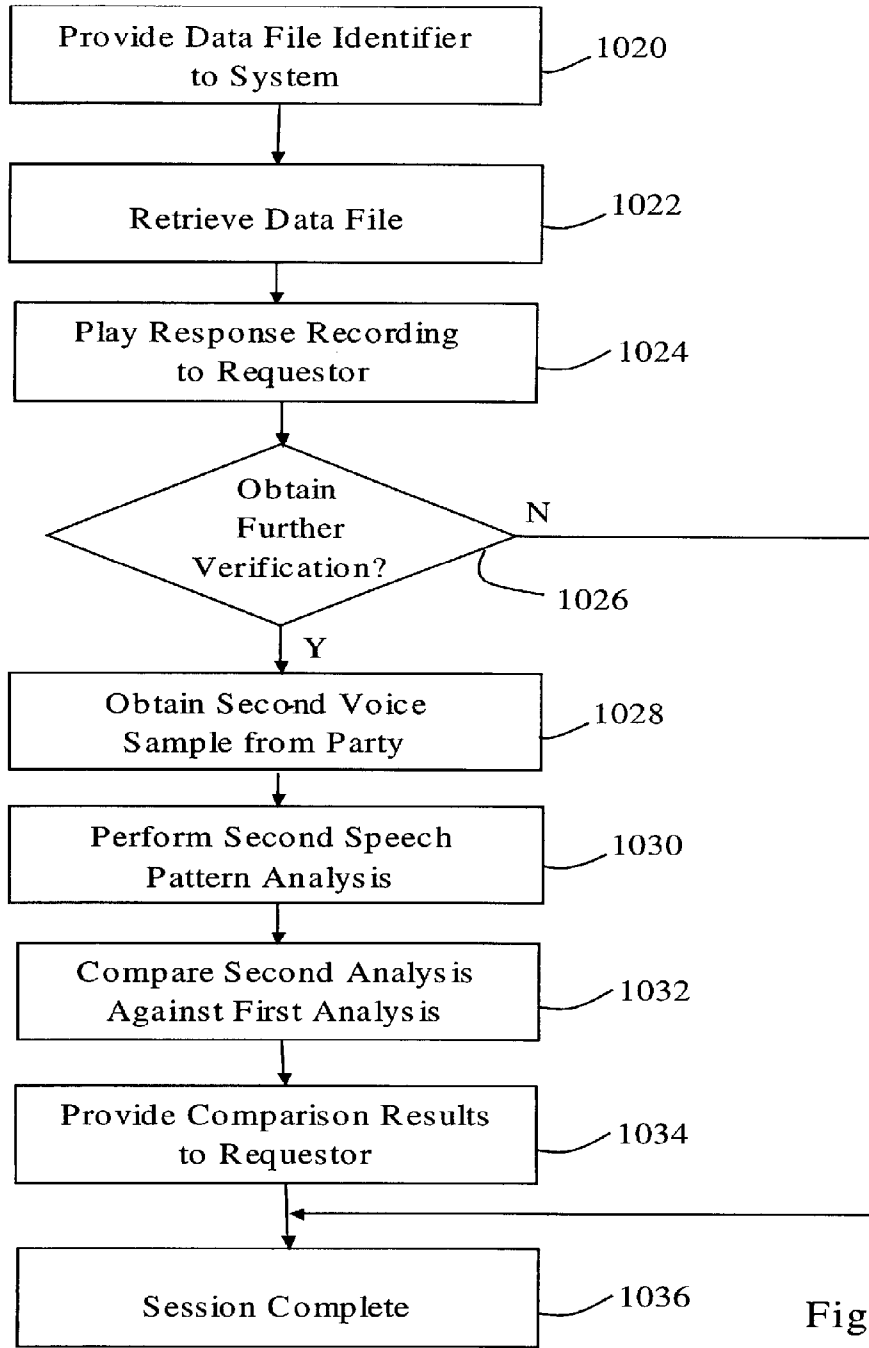 Provide Data File Identifier
to System
1020
Retrieve Data File
1022
Play Response Recording
to Requestor
1024
Obtain
Further
Verification?
N
1026
Y
Obtain Second Voice
Sample from Party
1028
Perform Second Speech
Pattern Analysis
1030
Compare Second Analysis
Against First Analysis
1032
Provide Comparison Results
to Requestor
1034
Session Complete
1036
Fig